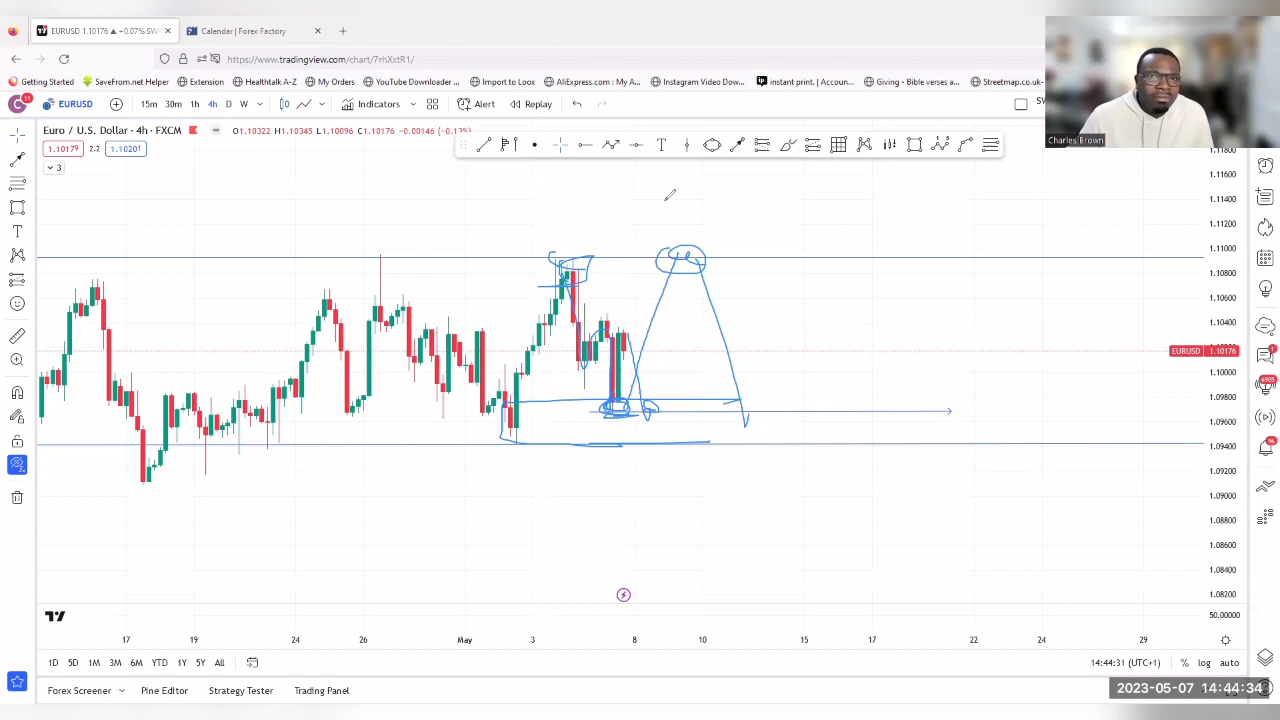 EURUSD 1.10176 ▲ +0.07% SW
Calendar | Forex Factory
https://www.tradingview.com/chart/7rhXxtR1/
Getting Started
SaveFrom.net Helper
Extension
Healthtalk A-Z
My Drive
YouTube Downloader ...
Import to Loox
AliExpress.com : My A...
Instagram Video Dow...
ip instant print. | Accoun...
Giving - Bible verses a...
Streetmap.co.uk-
C 11
EURUSD
15m 30m 1h 4h D W
Indicators
Alert
Replay
Charles Brown
Euro / U.S. Dollar · 4h · FXCM
O1.10322 H1.10345 L1.10096 C1.10176 -0.00146 (-0.13%)
1.10179 2.2 1.10201
3
1.11800
1.11600
1.11400
1.11200
1.11000
1.10800
1.10600
1.10400
EURUSD 1.10176
1.10000
1.09800
1.09600
1.09400
1.09200
1.09000
1.08800
1.08600
1.08400
1.08200
50.00000
17 19 24 26 May 3 8 10 15 17 22 24 29
1D 5D 1M 3M 6M YTD 1Y 5Y All
14:44:31 (UTC+1) % log auto
Forex Screener Pine Editor Strategy Tester Trading Panel
2023-05-07 14:44:34